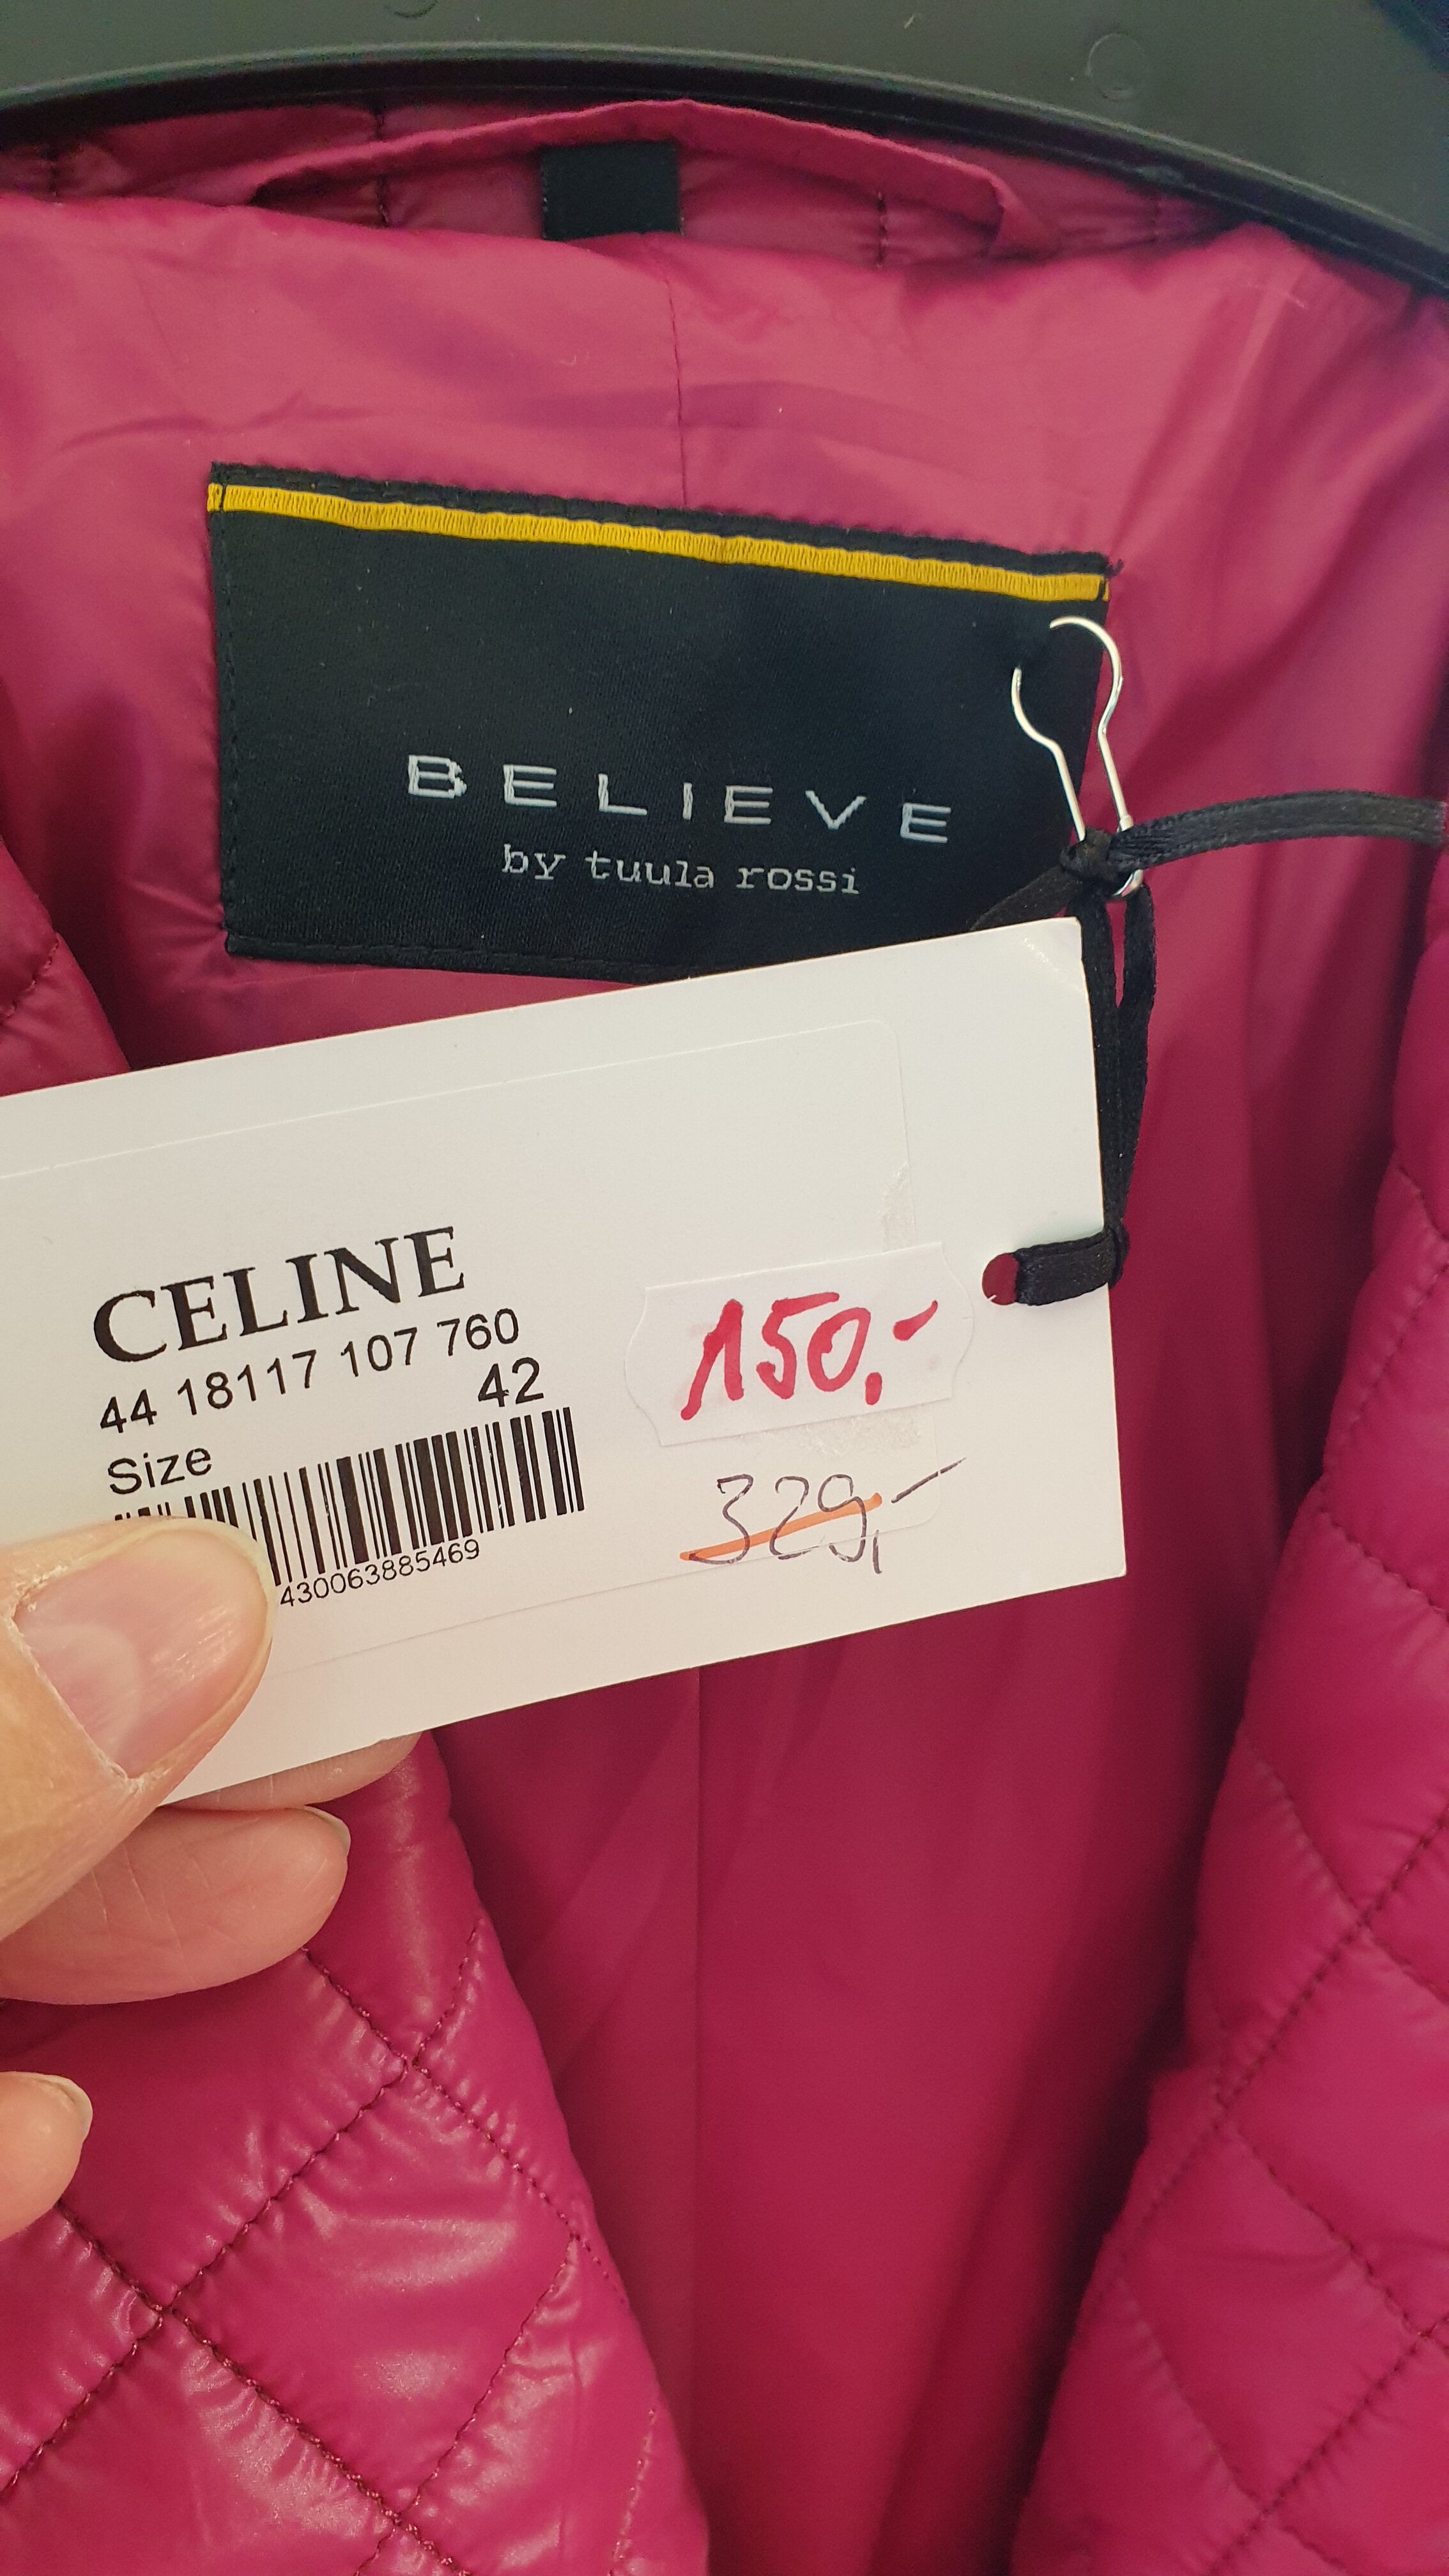 BELIEVE
by tuula rossi
CELINE
44 18117 107 760
42
Size
430063885469
150,-
329,-